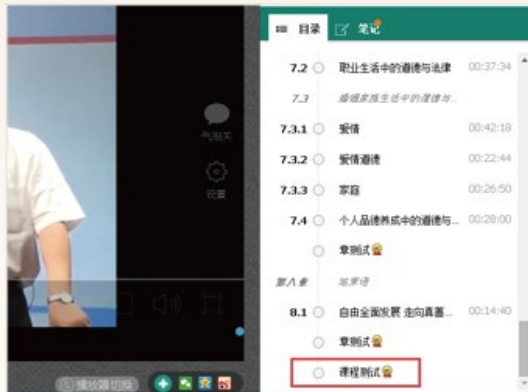 目录
笔记
7.2 职业生活中的道德与法律 00:37:34
7.3 婚姻家庭生活中的道德与...
7.3.1 爱情 00:42:18
7.3.2 爱情道德 00:22:44
7.3.3 家庭 00:26:50
7.4 个人品德养成中的道德与... 00:28:00
章测试
第八章 结束语
8.1 自由全面发展 走向真善... 00:14:40
章测试
课程测试
设置
播放器切换